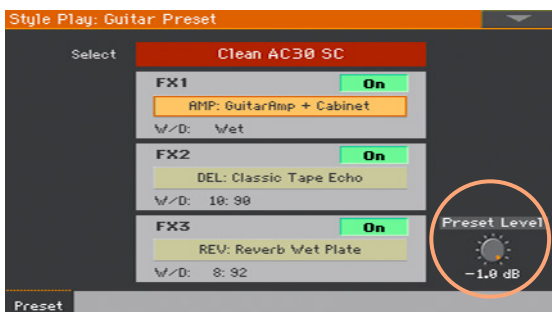 Style Play: Guitar Preset
Select Clean AC30 SC
FX1 On
AMP: GuitarAmp + Cabinet
W/D: Wet
FX2 On
DEL: Classic Tape Echo
W/D: 10:90
FX3 On
REV: Reverb Wet Plate
W/D: 8:92
Preset Level
-1.0 dB
Preset